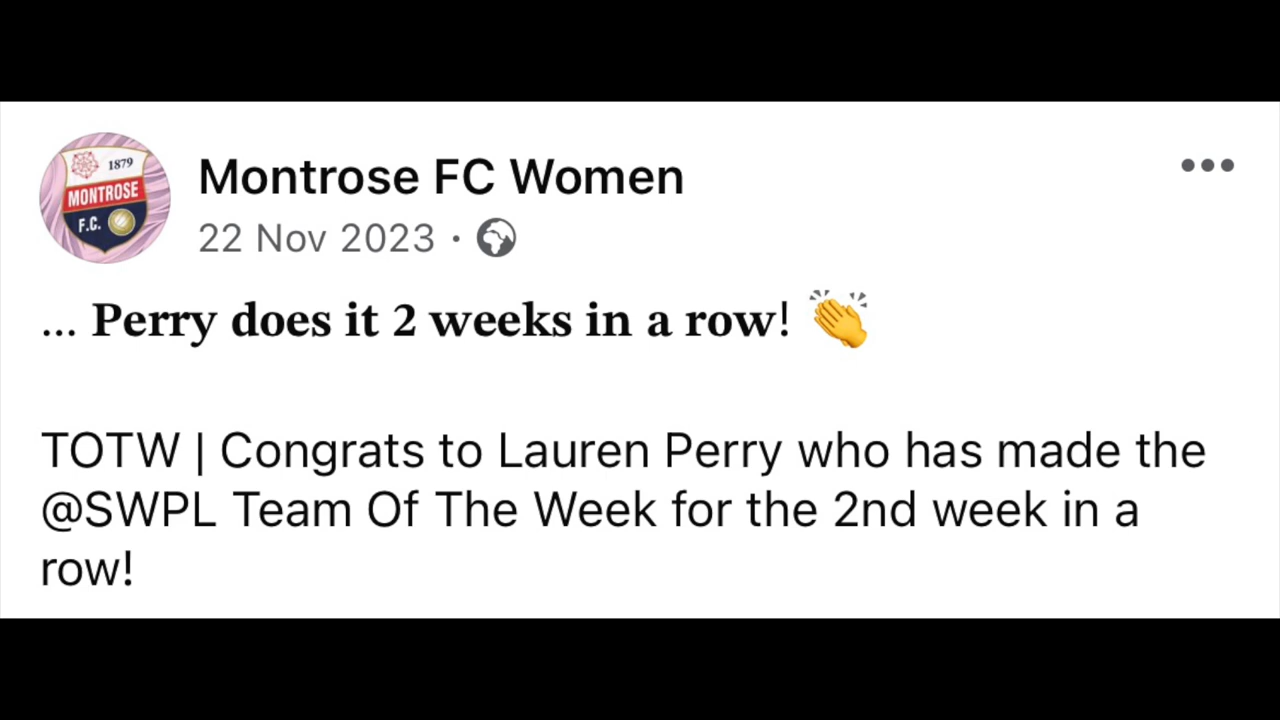 1879
MONTROSE
F.C.
Montrose FC Women
22 Nov 2023 ·
... Perry does it 2 weeks in a row! 👏
TOTW | Congrats to Lauren Perry who has made the
@SWPL Team Of The Week for the 2nd week in a
row!